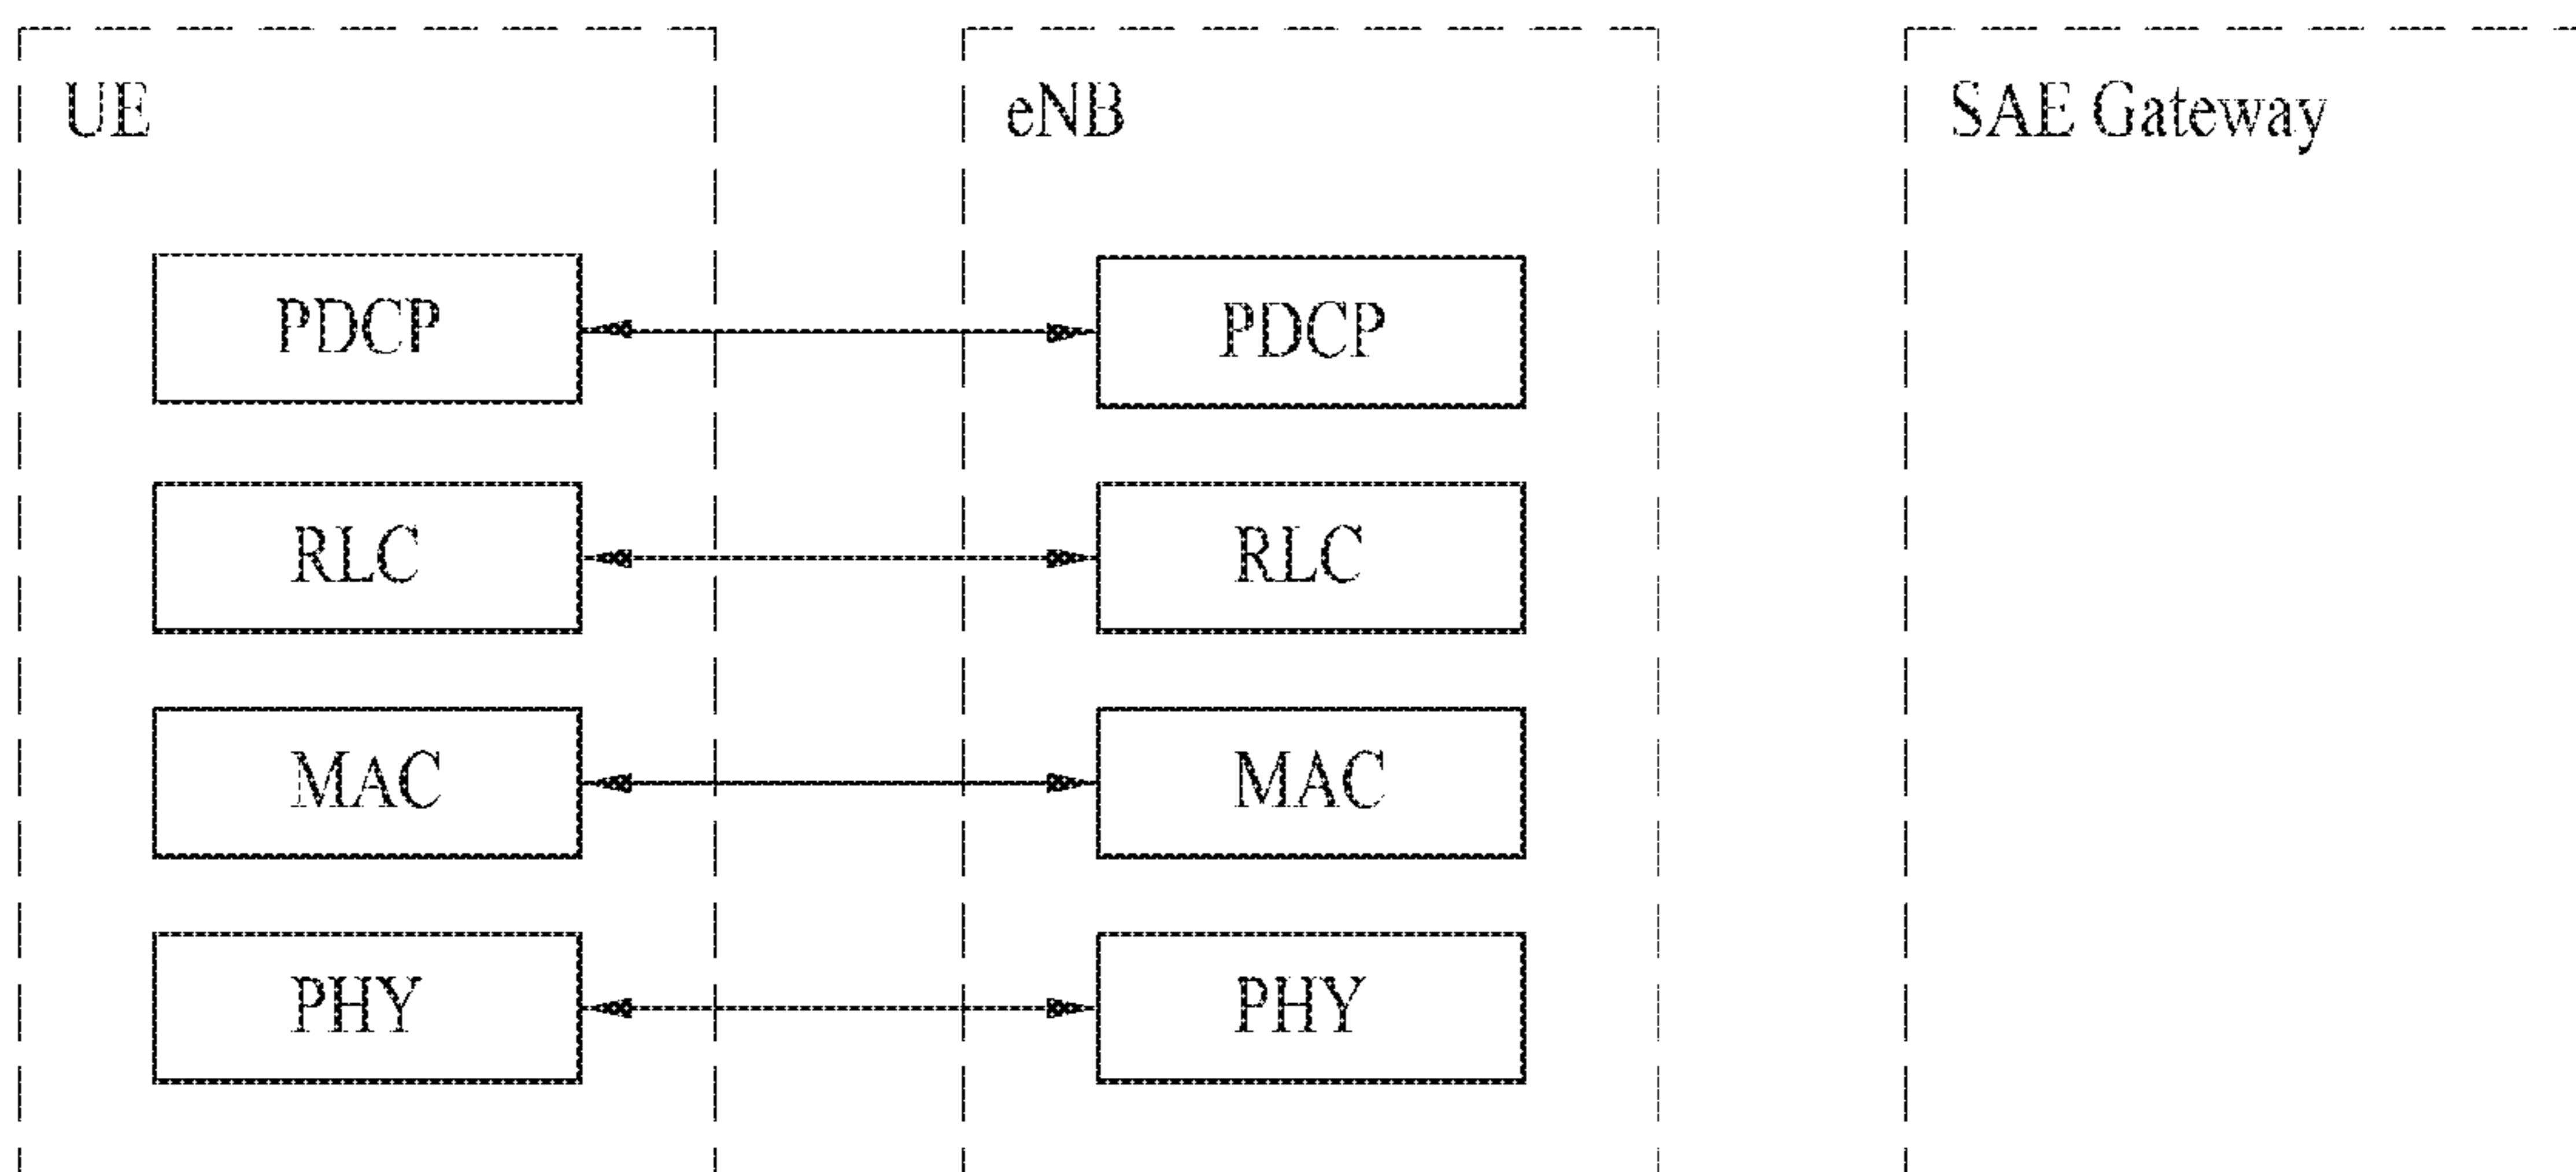 UE
eNB
SAE Gateway
PDCP
PDCP
RLC
RLC
MAC
MAC
PHY
PHY